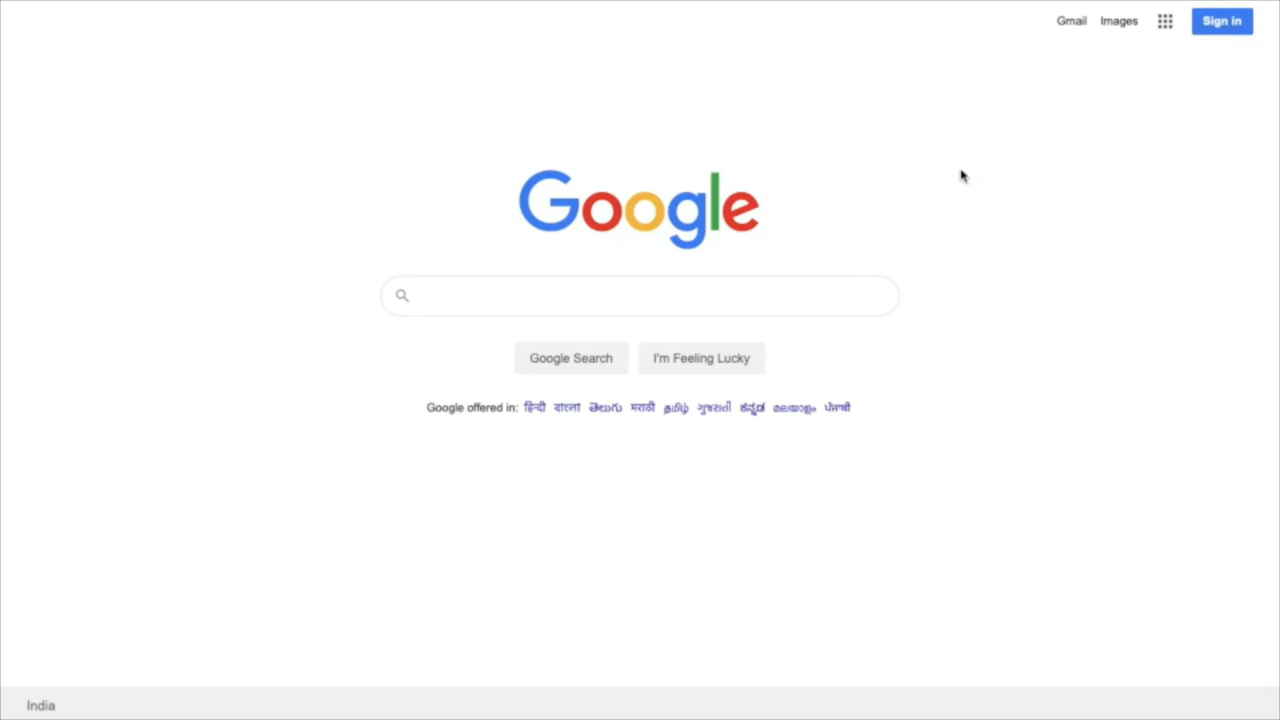 Gmail Images Sign in
Google
Google Search I'm Feeling Lucky
Google offered in: हिन्दी বাংলা తెలుగు मराठी தமிழ் ગુજરાતી ಕನ್ನಡ മലയാളം ਪੰਜਾਬੀ
India